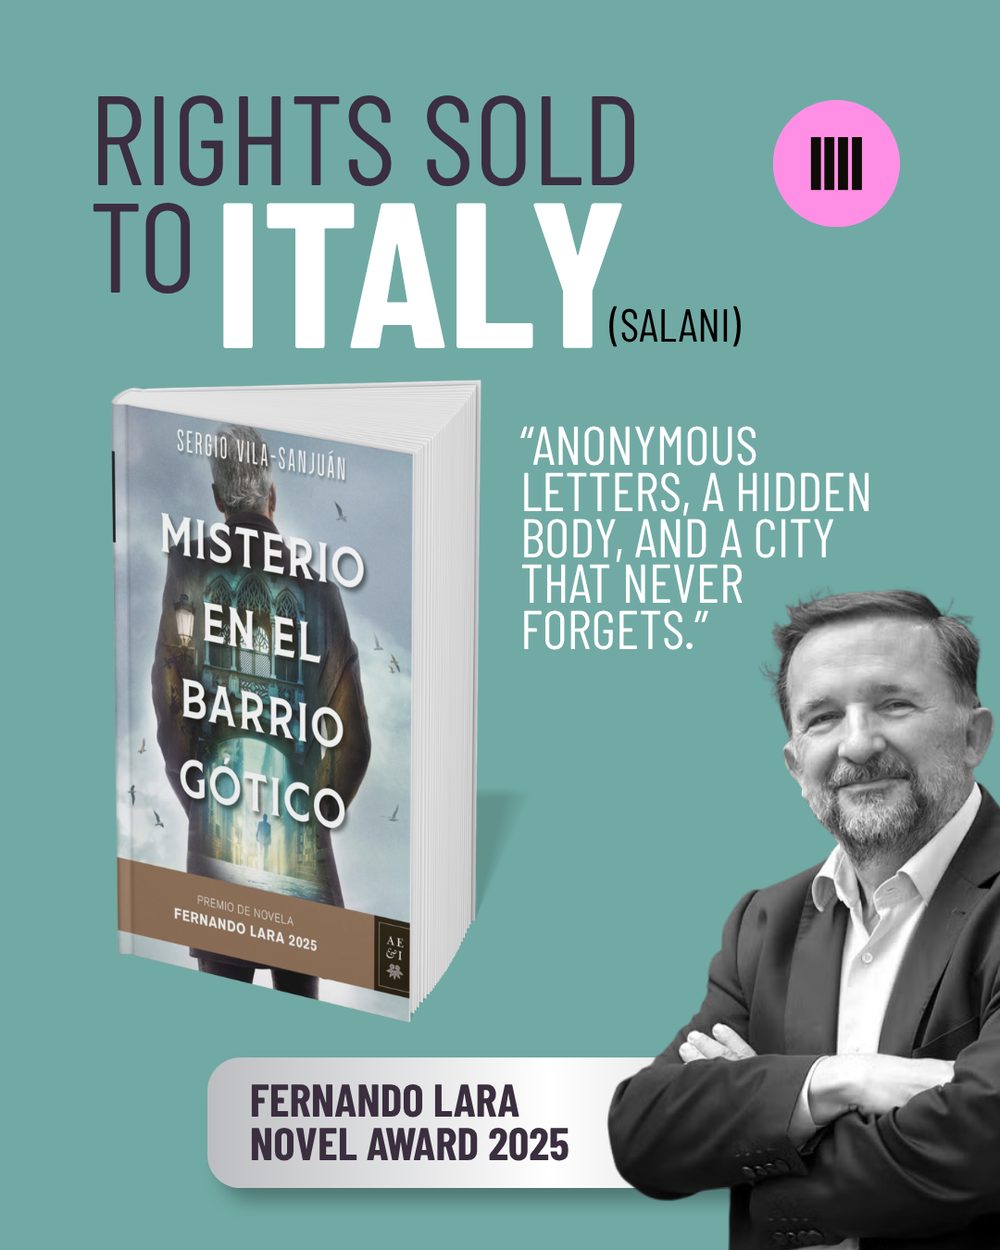 RIGHTS SOLD
TO ITALY
(SALANI)
SERGIO VILA-SANJUÁN
MISTERIO
EN EL
BARRIO
GÓTICO
PREMIO DE NOVELA
FERNANDO LARA 2025
AE
&I
“ANONYMOUS
LETTERS, A HIDDEN
BODY, AND A CITY
THAT NEVER
FORGETS.”
FERNANDO LARA
NOVEL AWARD 2025